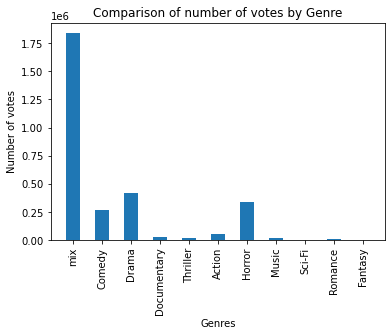 Comparison of number of votes by Genre
1e6
1.75
1.50
1.25
1.00
0.75
0.50
0.25
0.00
Number of votes
mix
Comedy
Drama
Documentary
Thriller
Action
Horror
Music
Sci-Fi
Romance
Fantasy
Genres